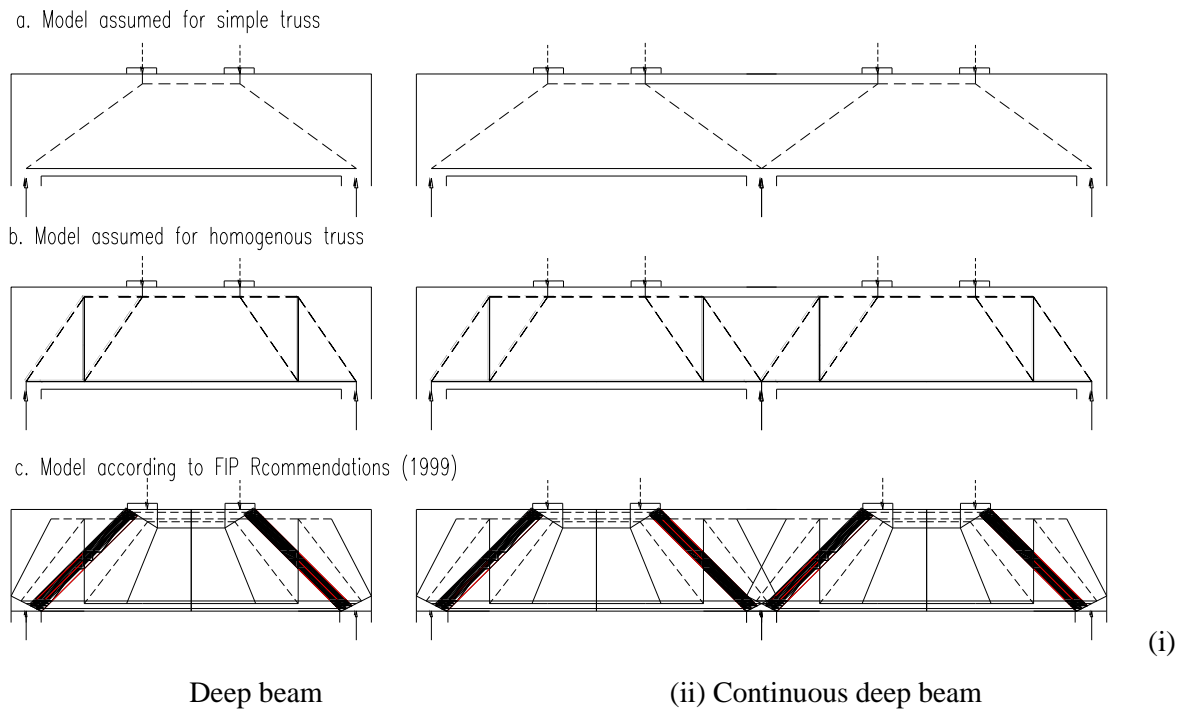 a. Model assumed for simple truss
b. Model assumed for homogenous truss
c. Model according to FIP Rcommendations (1999)
(i)
Deep beam (ii) Continuous deep beam